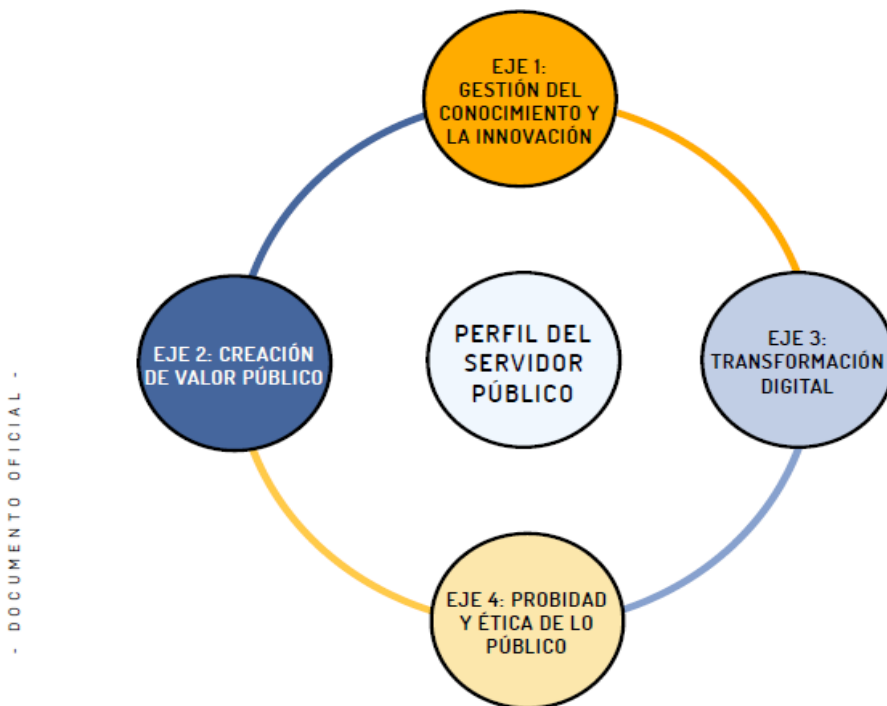 EJE 1:
GESTIÓN DEL
CONOCIMIENTO Y
LA INNOVACIÓN
EJE 2: CREACIÓN
DE VALOR PÚBLICO
PERFIL DEL
SERVIDOR
PÚBLICO
EJE 3:
TRANSFORMACIÓN
DIGITAL
EJE 4: PROBIDAD
Y ÉTICA DE LO
PÚBLICO
- DOCUMENTO OFICIAL -